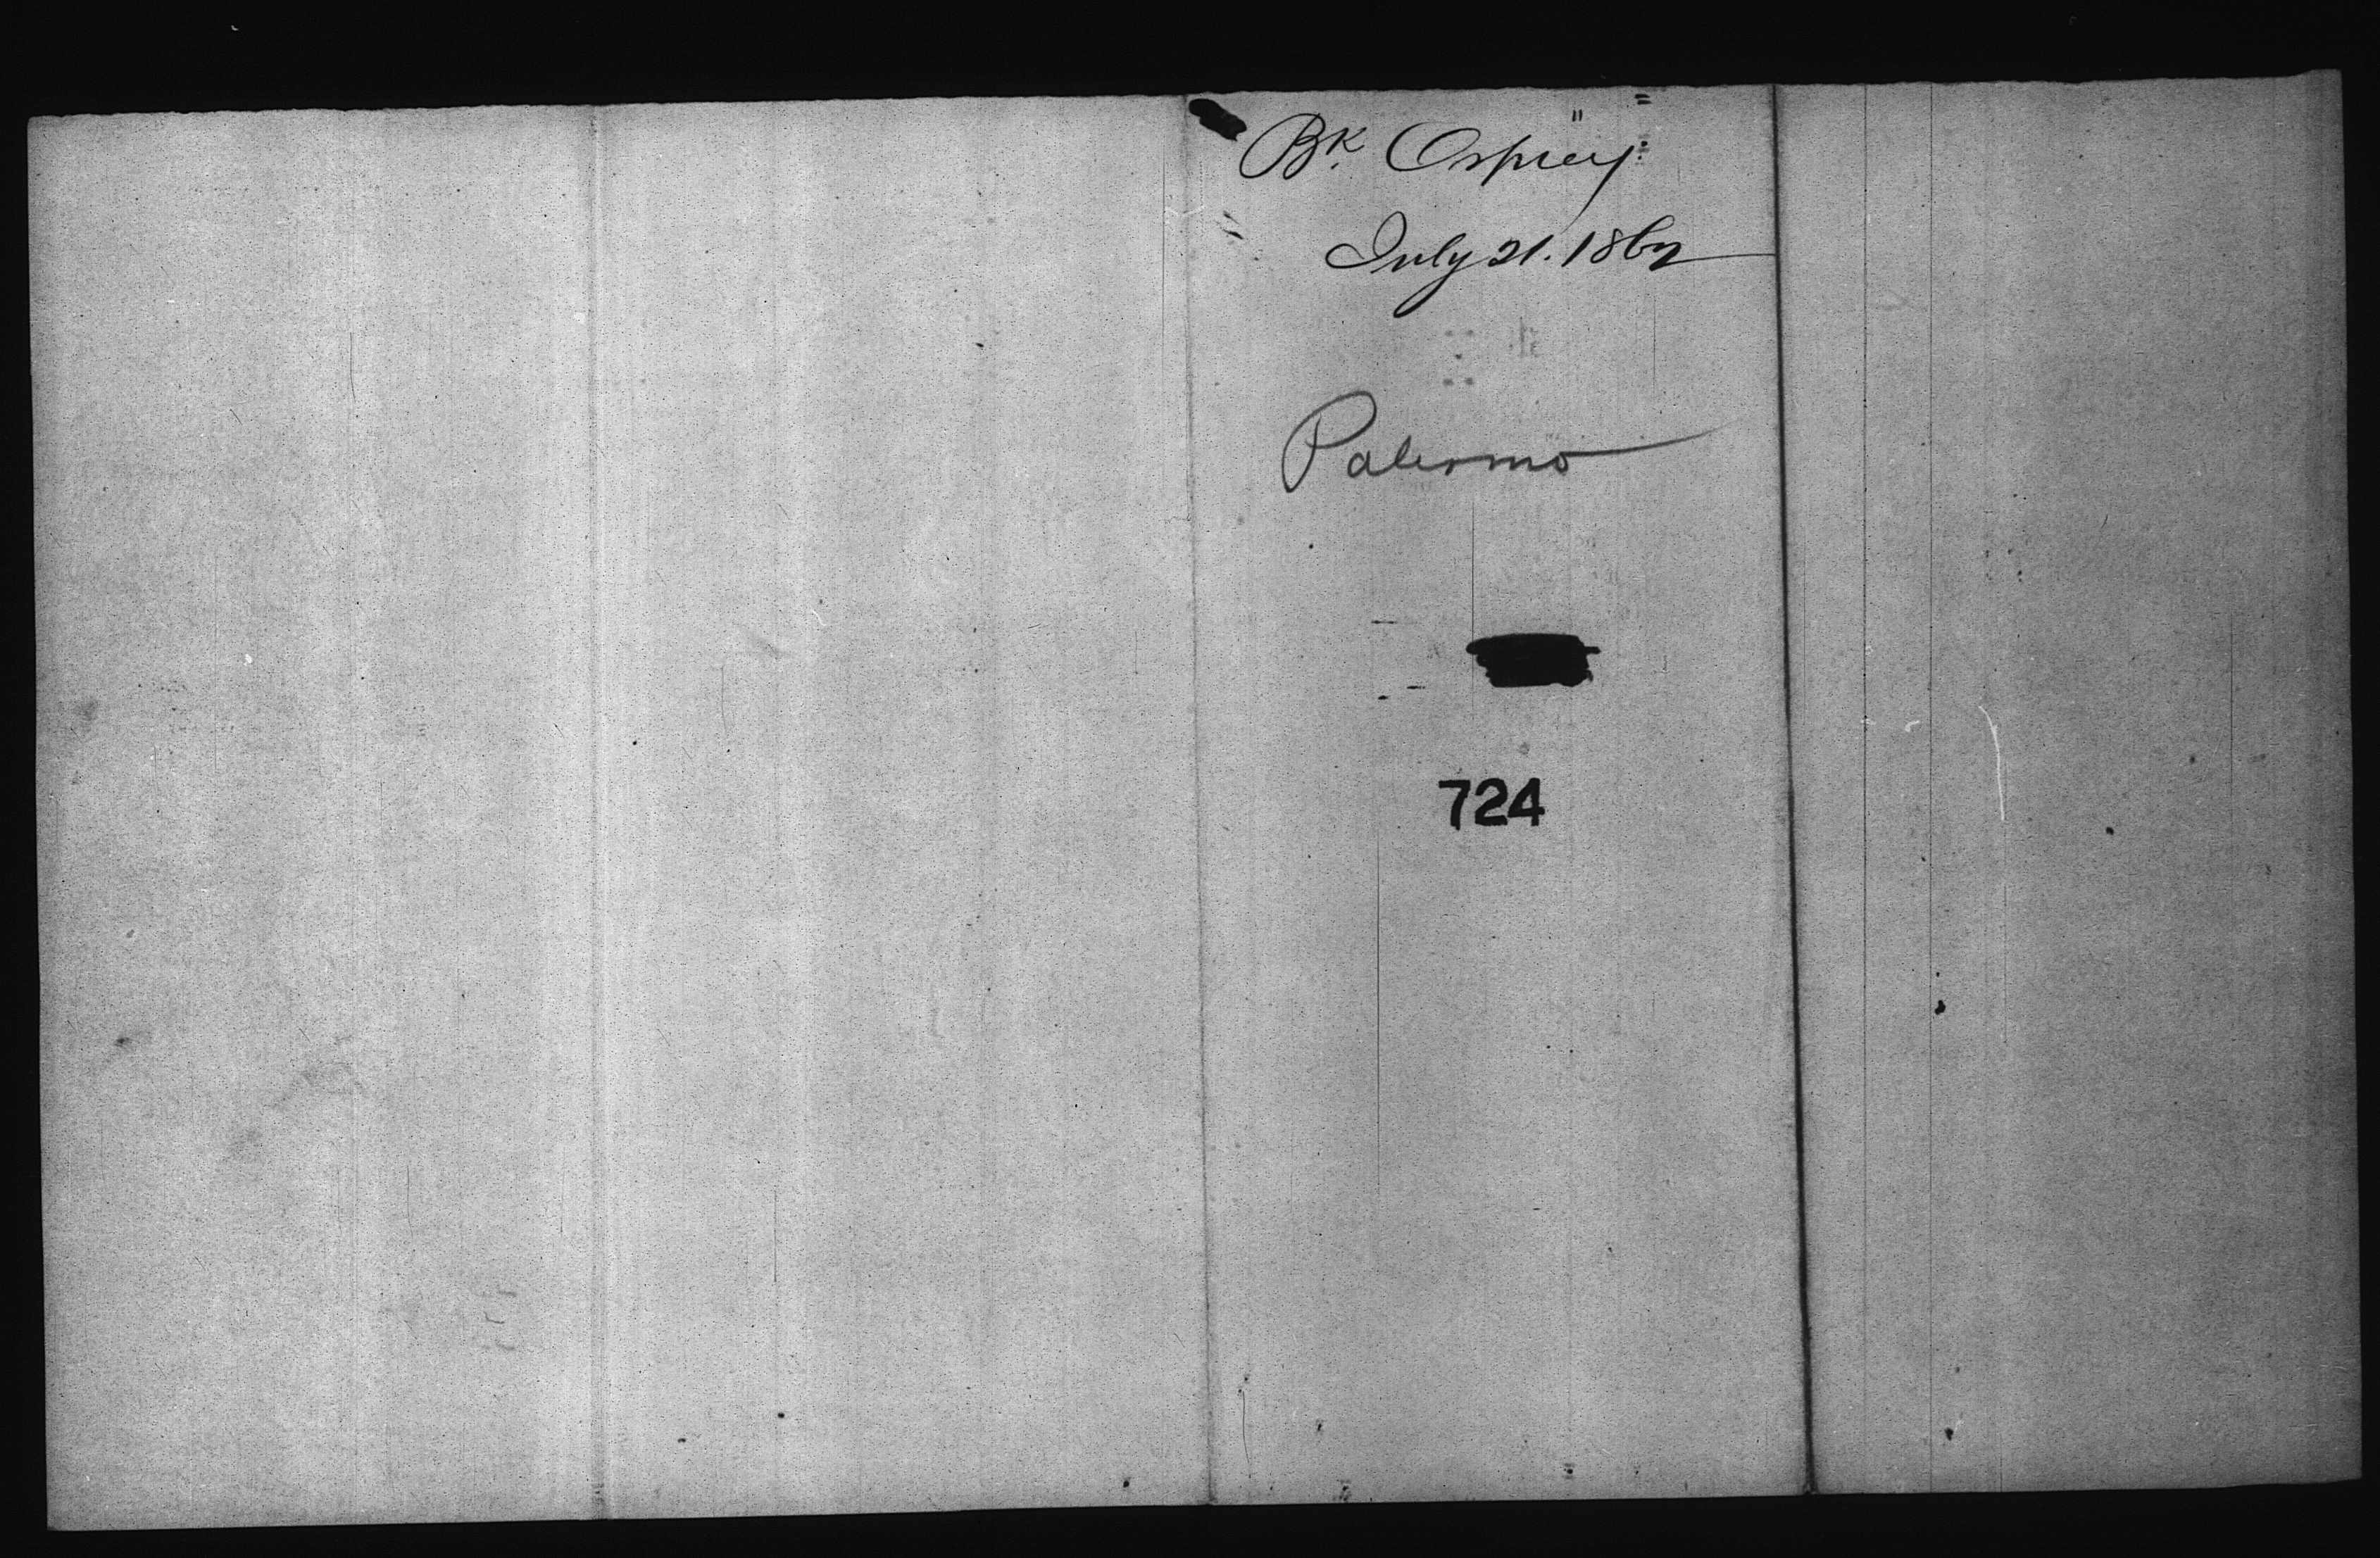 Bk. Osprey
July 21. 1862
Palermo
724